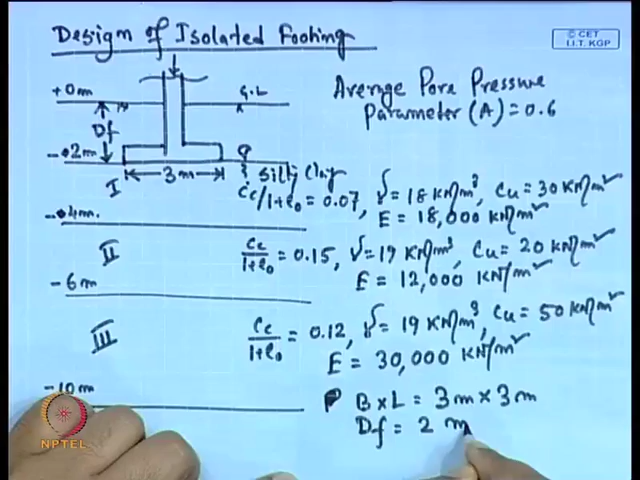 Design of Isolated Footing
© CET
I.I.T. KGP
+0m
G.L
Average Pore Pressure
Parameter (A) = 0.6
Df
-2m
3m
q
Silty Clay
I
Cc/1+e0 = 0.07, γ = 18 KN/m³, Cu = 30 KN/m²
E = 18,000 KN/m²
-4m.
II
Cc/1+e0 = 0.15, γ = 17 KN/m³, Cu = 20 KN/m²
E = 12,000 KN/m²
-6m
III
Cc/1+e0 = 0.12, γ = 19 KN/m³, Cu = 50 KN/m²
E = 30,000 KN/m²
-10m
B x L = 3m x 3m
Df = 2 m
NPTEL